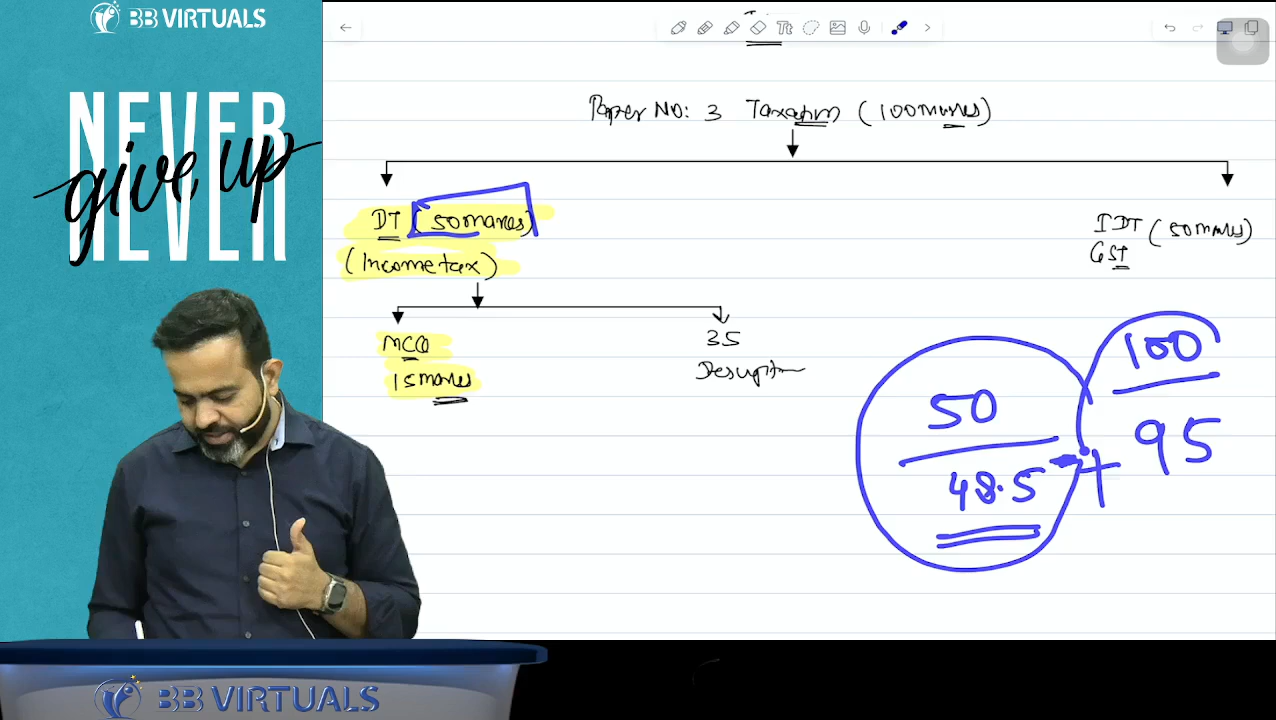 BB VIRTUALS
NEVER
give up
NEVER
Paper NO: 3 Taxation (100 marks)
DT (50 marks)
(Income tax)
IDT (50 marks)
GST
MCQ
15 marks
35
50
48.5
+
100
95
BB VIRTUALS